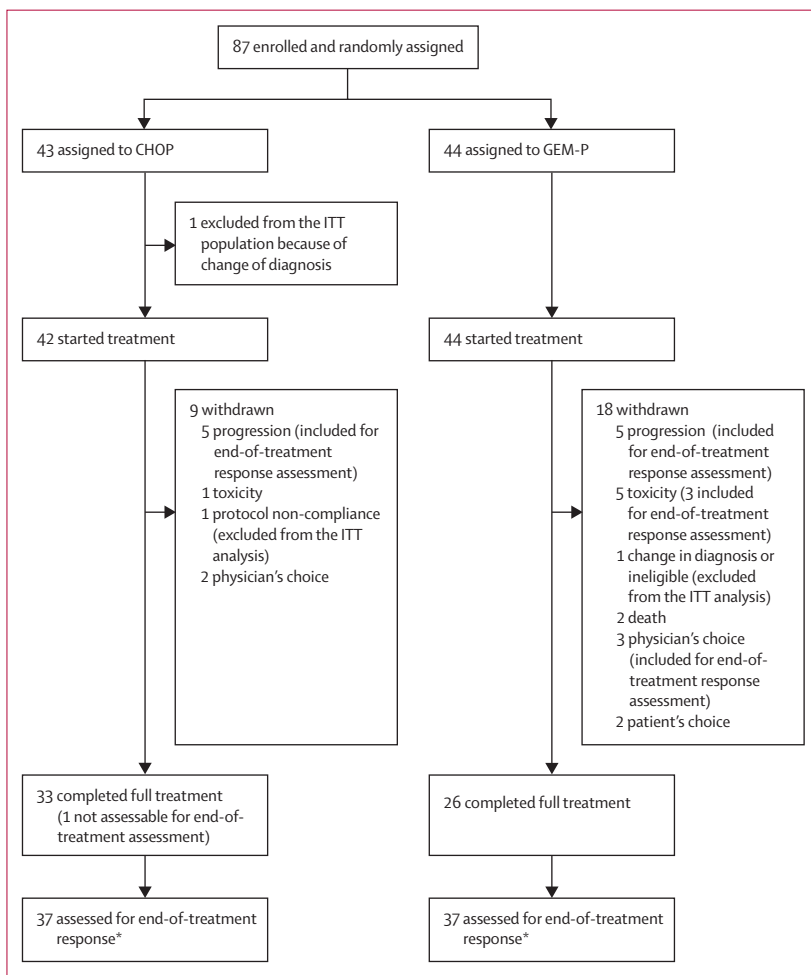 87 enrolled and randomly assigned
43 assigned to CHOP
44 assigned to GEM-P
1 excluded from the ITT
population because of
change of diagnosis
42 started treatment
44 started treatment
9 withdrawn
5 progression (included for
end-of-treatment
response assessment)
1 toxicity
1 protocol non-compliance
(excluded from the ITT
analysis)
2 physician’s choice
18 withdrawn
5 progression (included
for end-of-treatment
response assessment)
5 toxicity (3 included
for end-of-treatment
response assessment)
1 change in diagnosis or
ineligible (excluded
from the ITT analysis)
2 death
3 physician’s choice
(included for end-of-
treatment response
assessment)
2 patient’s choice
33 completed full treatment
(1 not assessable for end-of-
treatment assessment)
26 completed full treatment
37 assessed for end-of-treatment
response*
37 assessed for end-of-treatment
response*